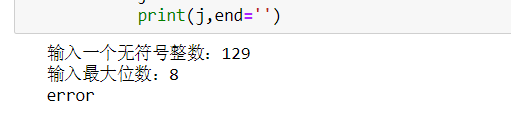 print(j,end='')
输入一个无符号整数：129
输入最大位数：8
error